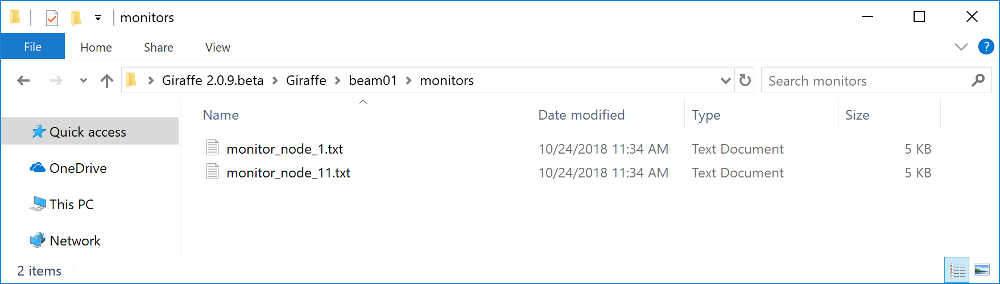 monitors
File Home Share View ?
Giraffe 2.0.9.beta Giraffe beam01 monitors Search monitors
Name Date modified Type Size
Quick access
monitor_node_1.txt 10/24/2018 11:34 AM Text Document 5 KB
OneDrive
monitor_node_11.txt 10/24/2018 11:34 AM Text Document 5 KB
This PC
Network
2 items